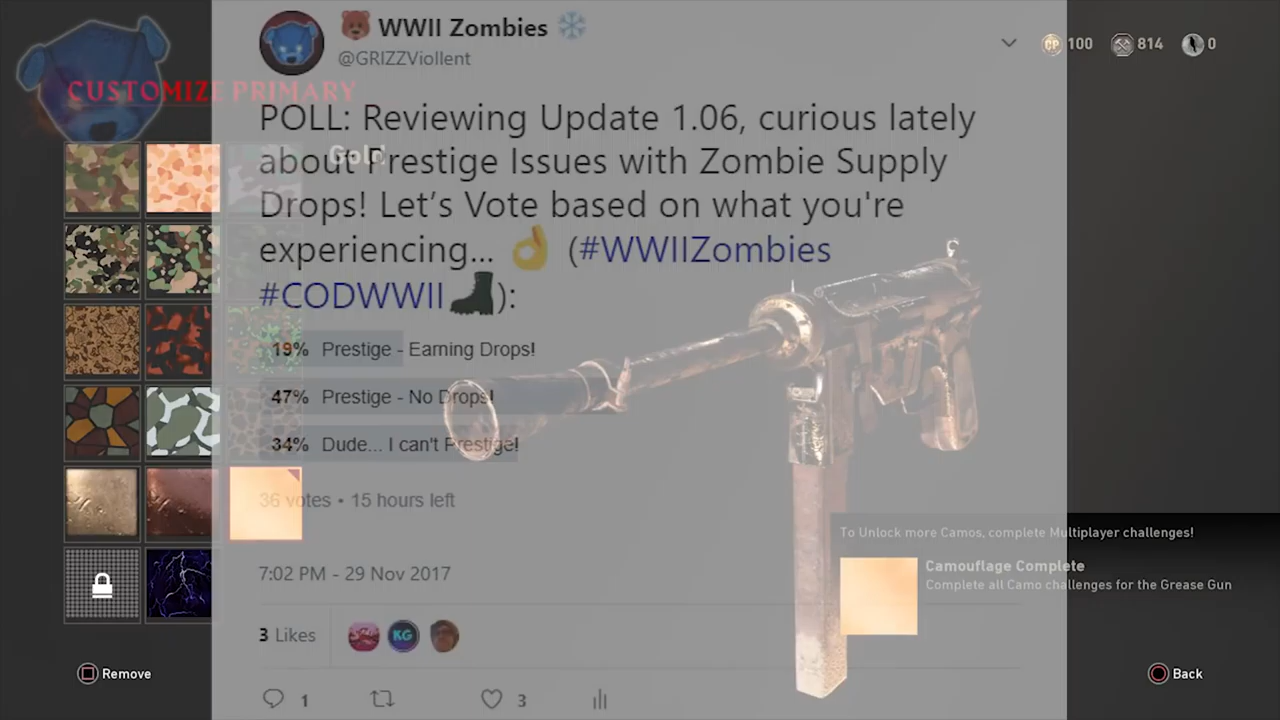 WWII Zombies
@GRIZZViollent
CP 100 814 0
CUSTOMIZE PRIMARY
POLL: Reviewing Update 1.06, curious lately
about Prestige Issues with Zombie Supply
Drops! Let’s Vote based on what you're
experiencing... 👌 (#WWIIZombies
#CODWWII):
Gold
19% Prestige - Earning Drops!
47% Prestige - No Drops!
34% Dude... I can't Prestige!
36 votes • 15 hours left
To Unlock more Camos, complete Multiplayer challenges!
Camouflage Complete
Complete all Camo challenges for the Grease Gun
7:02 PM - 29 Nov 2017
3 Likes
KG
Remove
Back
1 3